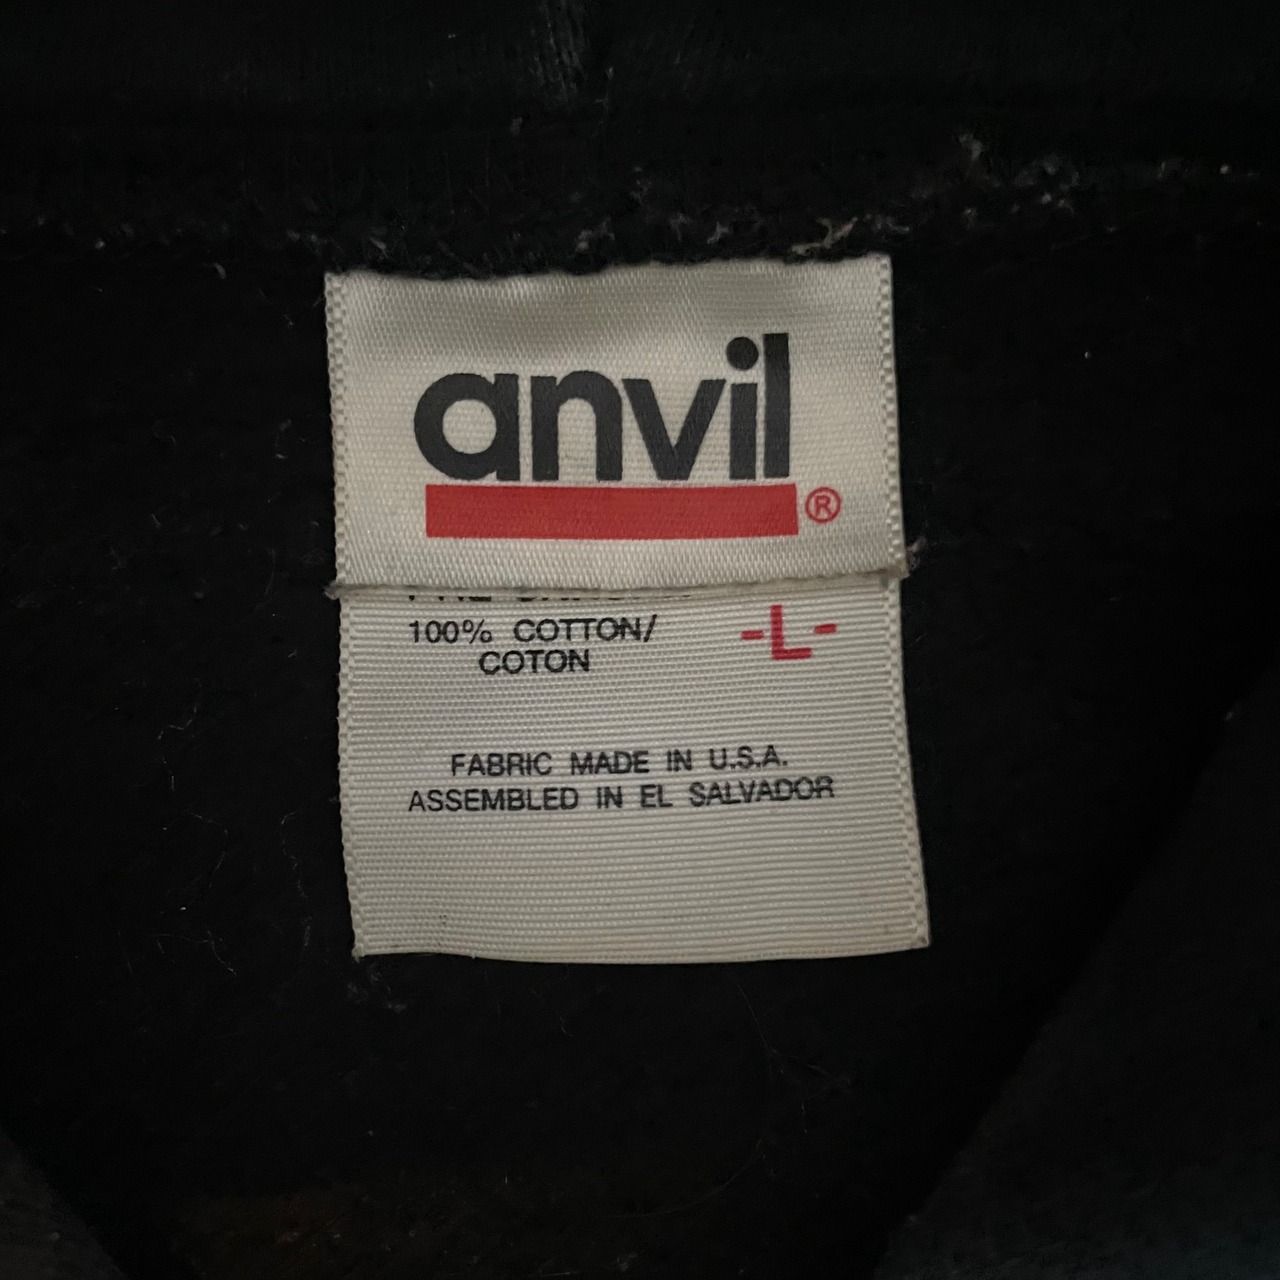 anvil
®
100% COTTON/ -L-
COTON
FABRIC MADE IN U.S.A.
ASSEMBLED IN EL SALVADOR